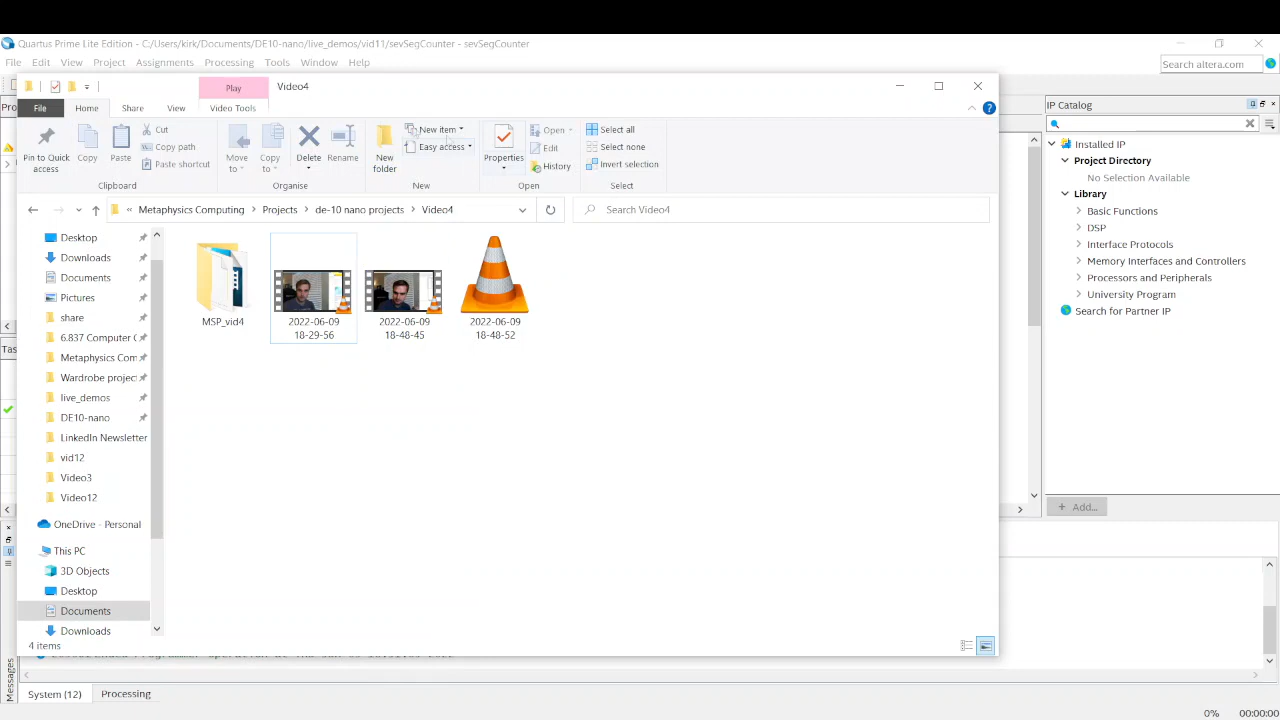 Quartus Prime Lite Edition - C:/Users/kirk/Documents/DE10-nano/live_demos/vid11/sevSegCounter - sevSegCounter
File Edit View Project Assignments Processing Tools Window Help
Search altera.com
Play
Video4
File Home Share View Video Tools
Pin to Quick access
Copy
Paste
Cut
Copy path
Paste shortcut
Clipboard
Move to
Copy to
Delete
Rename
Organise
New folder
New item
Easy access
New
Properties
Open
Edit
History
Open
Select all
Select none
Invert selection
Select
« Metaphysics Computing > Projects > de-10 nano projects > Video4
Search Video4
Desktop
Downloads
Documents
Pictures
share
6.837 Computer C
Metaphysics Com
Wardrobe project
live_demos
DE10-nano
LinkedIn Newsletter
vid12
Video3
Video12
OneDrive - Personal
This PC
3D Objects
Desktop
Documents
Downloads
MSP_vid4
2022-06-09
18-29-56
2022-06-09
18-48-45
2022-06-09
18-48-52
4 items
IP Catalog
Installed IP
Project Directory
No Selection Available
Library
Basic Functions
DSP
Interface Protocols
Memory Interfaces and Controllers
Processors and Peripherals
University Program
Search for Partner IP
+ Add...
Messages
System (12) Processing
0% 00:00:00